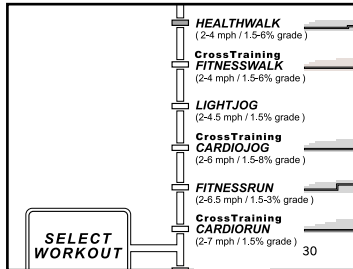 HEALTHWALK
( 2-4 mph / 1.5-6% grade )
CrossTraining
FITNESSWALK
(2-4 mph / 1.5-6% grade )
LIGHTJOG
(2-4.5 mph / 1.5% grade )
CrossTraining
CARDIOJOG
(2-6 mph / 1.5-8% grade )
FITNESSRUN
(2-6.5 mph / 1.5-3% grade )
CrossTraining
CARDIORUN
(2-7 mph / 1.5% grade )
30
SELECT
WORKOUT